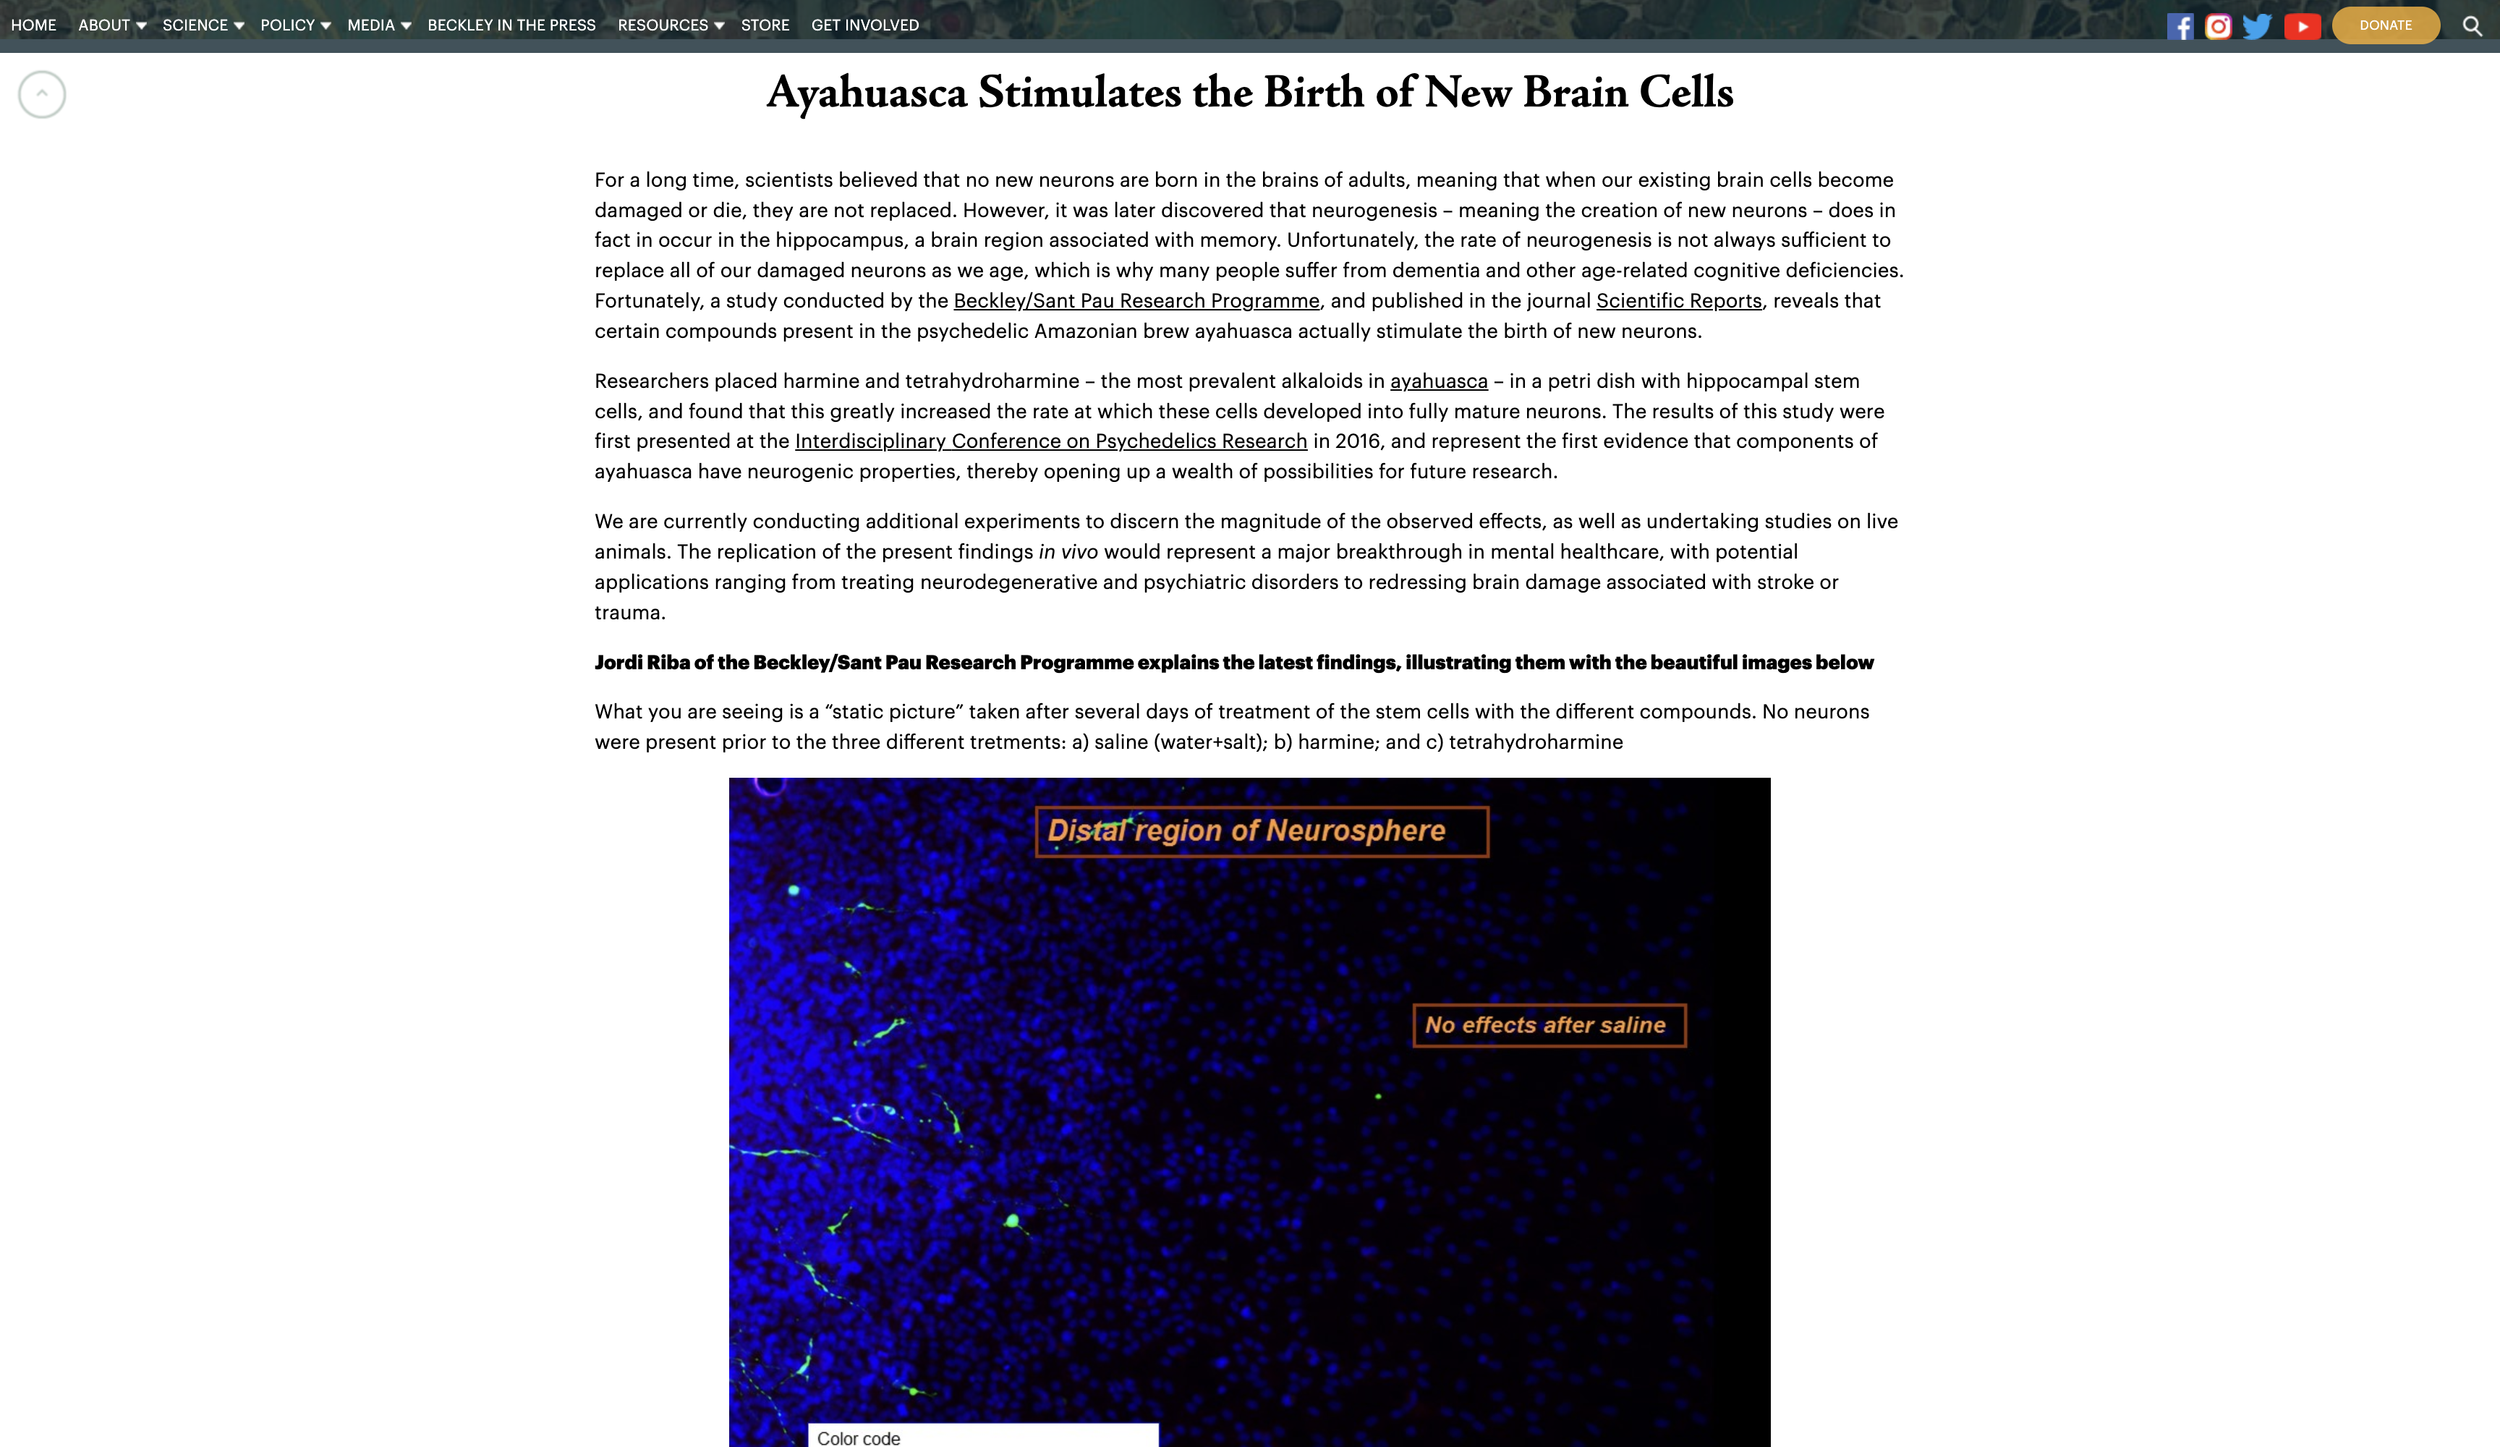 HOME ABOUT SCIENCE POLICY MEDIA BECKLEY IN THE PRESS RESOURCES STORE GET INVOLVED DONATE
Ayahuasca Stimulates the Birth of New Brain Cells
For a long time, scientists believed that no new neurons are born in the brains of adults, meaning that when our existing brain cells become
damaged or die, they are not replaced. However, it was later discovered that neurogenesis – meaning the creation of new neurons – does in
fact in occur in the hippocampus, a brain region associated with memory. Unfortunately, the rate of neurogenesis is not always sufficient to
replace all of our damaged neurons as we age, which is why many people suffer from dementia and other age-related cognitive deficiencies.
Fortunately, a study conducted by the Beckley/Sant Pau Research Programme, and published in the journal Scientific Reports, reveals that
certain compounds present in the psychedelic Amazonian brew ayahuasca actually stimulate the birth of new neurons.
Researchers placed harmine and tetrahydroharmine – the most prevalent alkaloids in ayahuasca – in a petri dish with hippocampal stem
cells, and found that this greatly increased the rate at which these cells developed into fully mature neurons. The results of this study were
first presented at the Interdisciplinary Conference on Psychedelics Research in 2016, and represent the first evidence that components of
ayahuasca have neurogenic properties, thereby opening up a wealth of possibilities for future research.
We are currently conducting additional experiments to discern the magnitude of the observed effects, as well as undertaking studies on live
animals. The replication of the present findings in vivo would represent a major breakthrough in mental healthcare, with potential
applications ranging from treating neurodegenerative and psychiatric disorders to redressing brain damage associated with stroke or
trauma.
Jordi Riba of the Beckley/Sant Pau Research Programme explains the latest findings, illustrating them with the beautiful images below
What you are seeing is a “static picture” taken after several days of treatment of the stem cells with the different compounds. No neurons
were present prior to the three different tretments: a) saline (water+salt); b) harmine; and c) tetrahydroharmine
Distal region of Neurosphere
No effects after saline
Color code